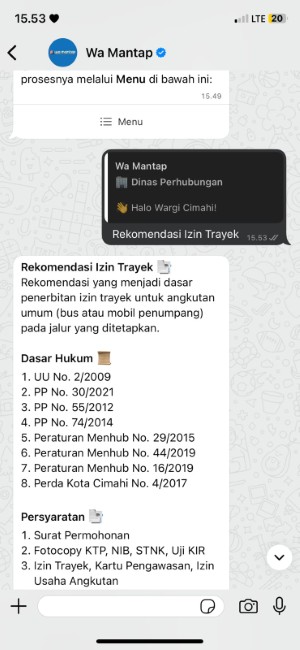 15.53
LTE 20
Wa Mantap
prosesnya melalui Menu di bawah ini:
15.49
Menu
Wa Mantap
Dinas Perhubungan
👋 Halo Wargi Cimahi!
Rekomendasi Izin Trayek 15.53
Rekomendasi Izin Trayek
Rekomendasi yang menjadi dasar
penerbitan izin trayek untuk angkutan
umum (bus atau mobil penumpang)
pada jalur yang ditetapkan.
Dasar Hukum 📜
1. UU No. 2/2009
2. PP No. 30/2021
3. PP No. 55/2012
4. PP No. 74/2014
5. Peraturan Menhub No. 29/2015
6. Peraturan Menhub No. 44/2019
7. Peraturan Menhub No. 16/2019
8. Perda Kota Cimahi No. 4/2017
Persyaratan
1. Surat Permohonan
2. Fotocopy KTP, NIB, STNK, Uji KIR
3. Izin Trayek, Kartu Pengawasan, Izin
Usaha Angkutan